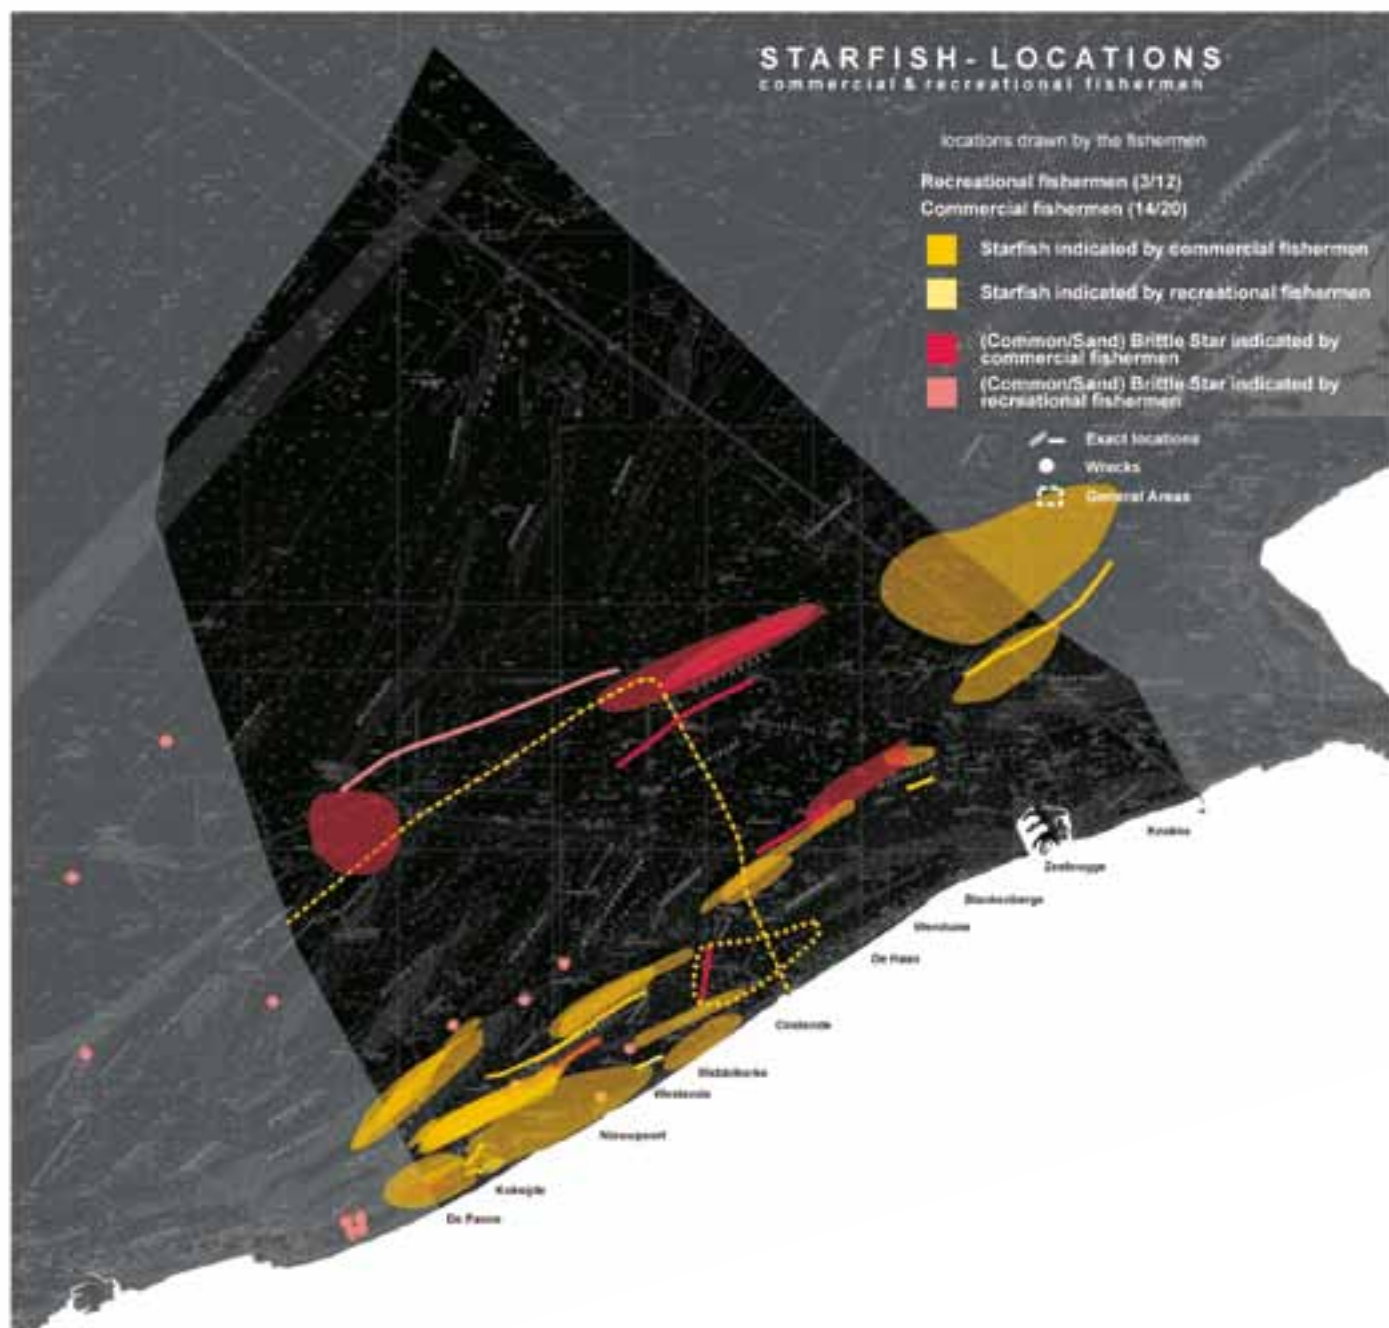 STARFISH - LOCATIONS
commercial & recreational fishermen
locations drawn by the fishermen
Recreational fishermen (3/12)
Commercial fishermen (14/20)
Starfish indicated by commercial fishermen
Starfish indicated by recreational fishermen
(Common/Sand) Brittle Star indicated by
commercial fishermen
(Common/Sand) Brittle Star indicated by
recreational fishermen
Exact locations
Wrecks
General Areas
Knokke
Zeebrugge
Blankenberge
Wenduine
De Haan
Oostende
Middelkerke
Westende
Nieuwpoort
Koksijde
De Panne